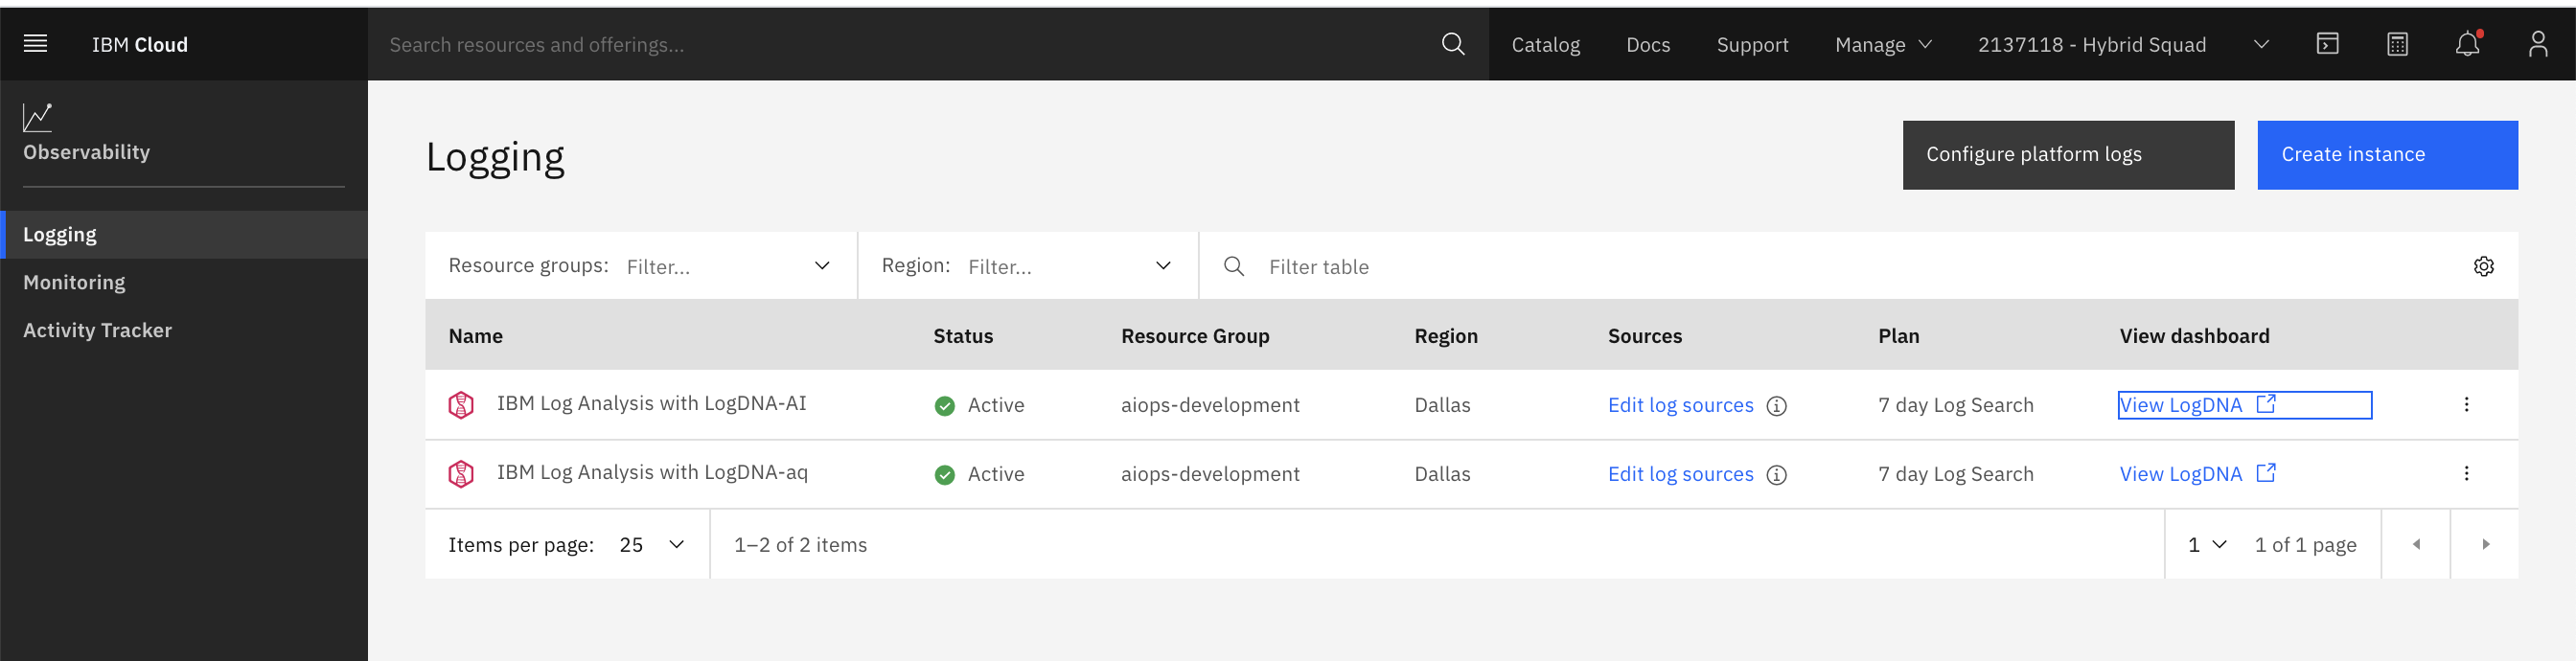 IBM Cloud
Search resources and offerings...
Catalog
Docs
Support
Manage
2137118 - Hybrid Squad
Observability
Logging
Monitoring
Activity Tracker
Logging
Configure platform logs
Create instance
Resource groups: Filter...
Region: Filter...
Filter table
Name Status Resource Group Region Sources Plan View dashboard
IBM Log Analysis with LogDNA-AI Active aiops-development Dallas Edit log sources 7 day Log Search View LogDNA
IBM Log Analysis with LogDNA-aq Active aiops-development Dallas Edit log sources 7 day Log Search View LogDNA
Items per page: 25 1–2 of 2 items 1 1 of 1 page